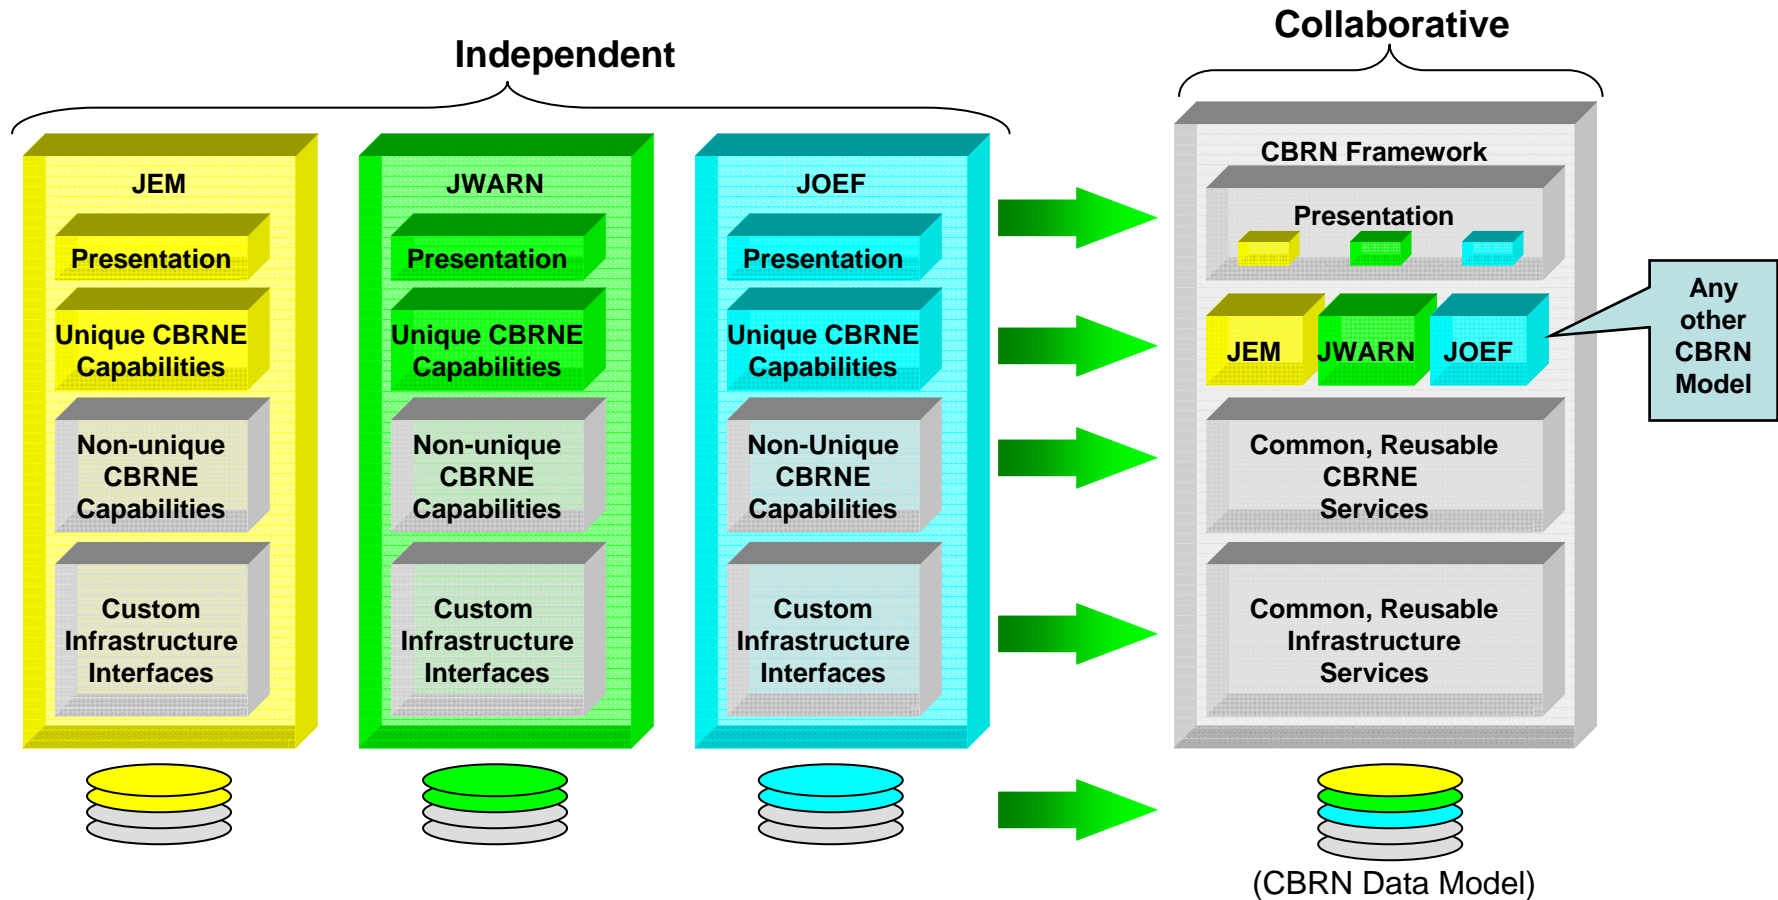 Independent
Collaborative
JEM
Presentation
Unique CBRNE
Capabilities
Non-unique
CBRNE
Capabilities
Custom
Infrastructure
Interfaces
JWARN
Presentation
Unique CBRNE
Capabilities
Non-unique
CBRNE
Capabilities
Custom
Infrastructure
Interfaces
JOEF
Presentation
Unique CBRNE
Capabilities
Non-Unique
CBRNE
Capabilities
Custom
Infrastructure
Interfaces
CBRN Framework
Presentation
JEM
JWARN
JOEF
Common, Reusable
CBRNE
Services
Common, Reusable
Infrastructure
Services
Any
other
CBRN
Model
(CBRN Data Model)